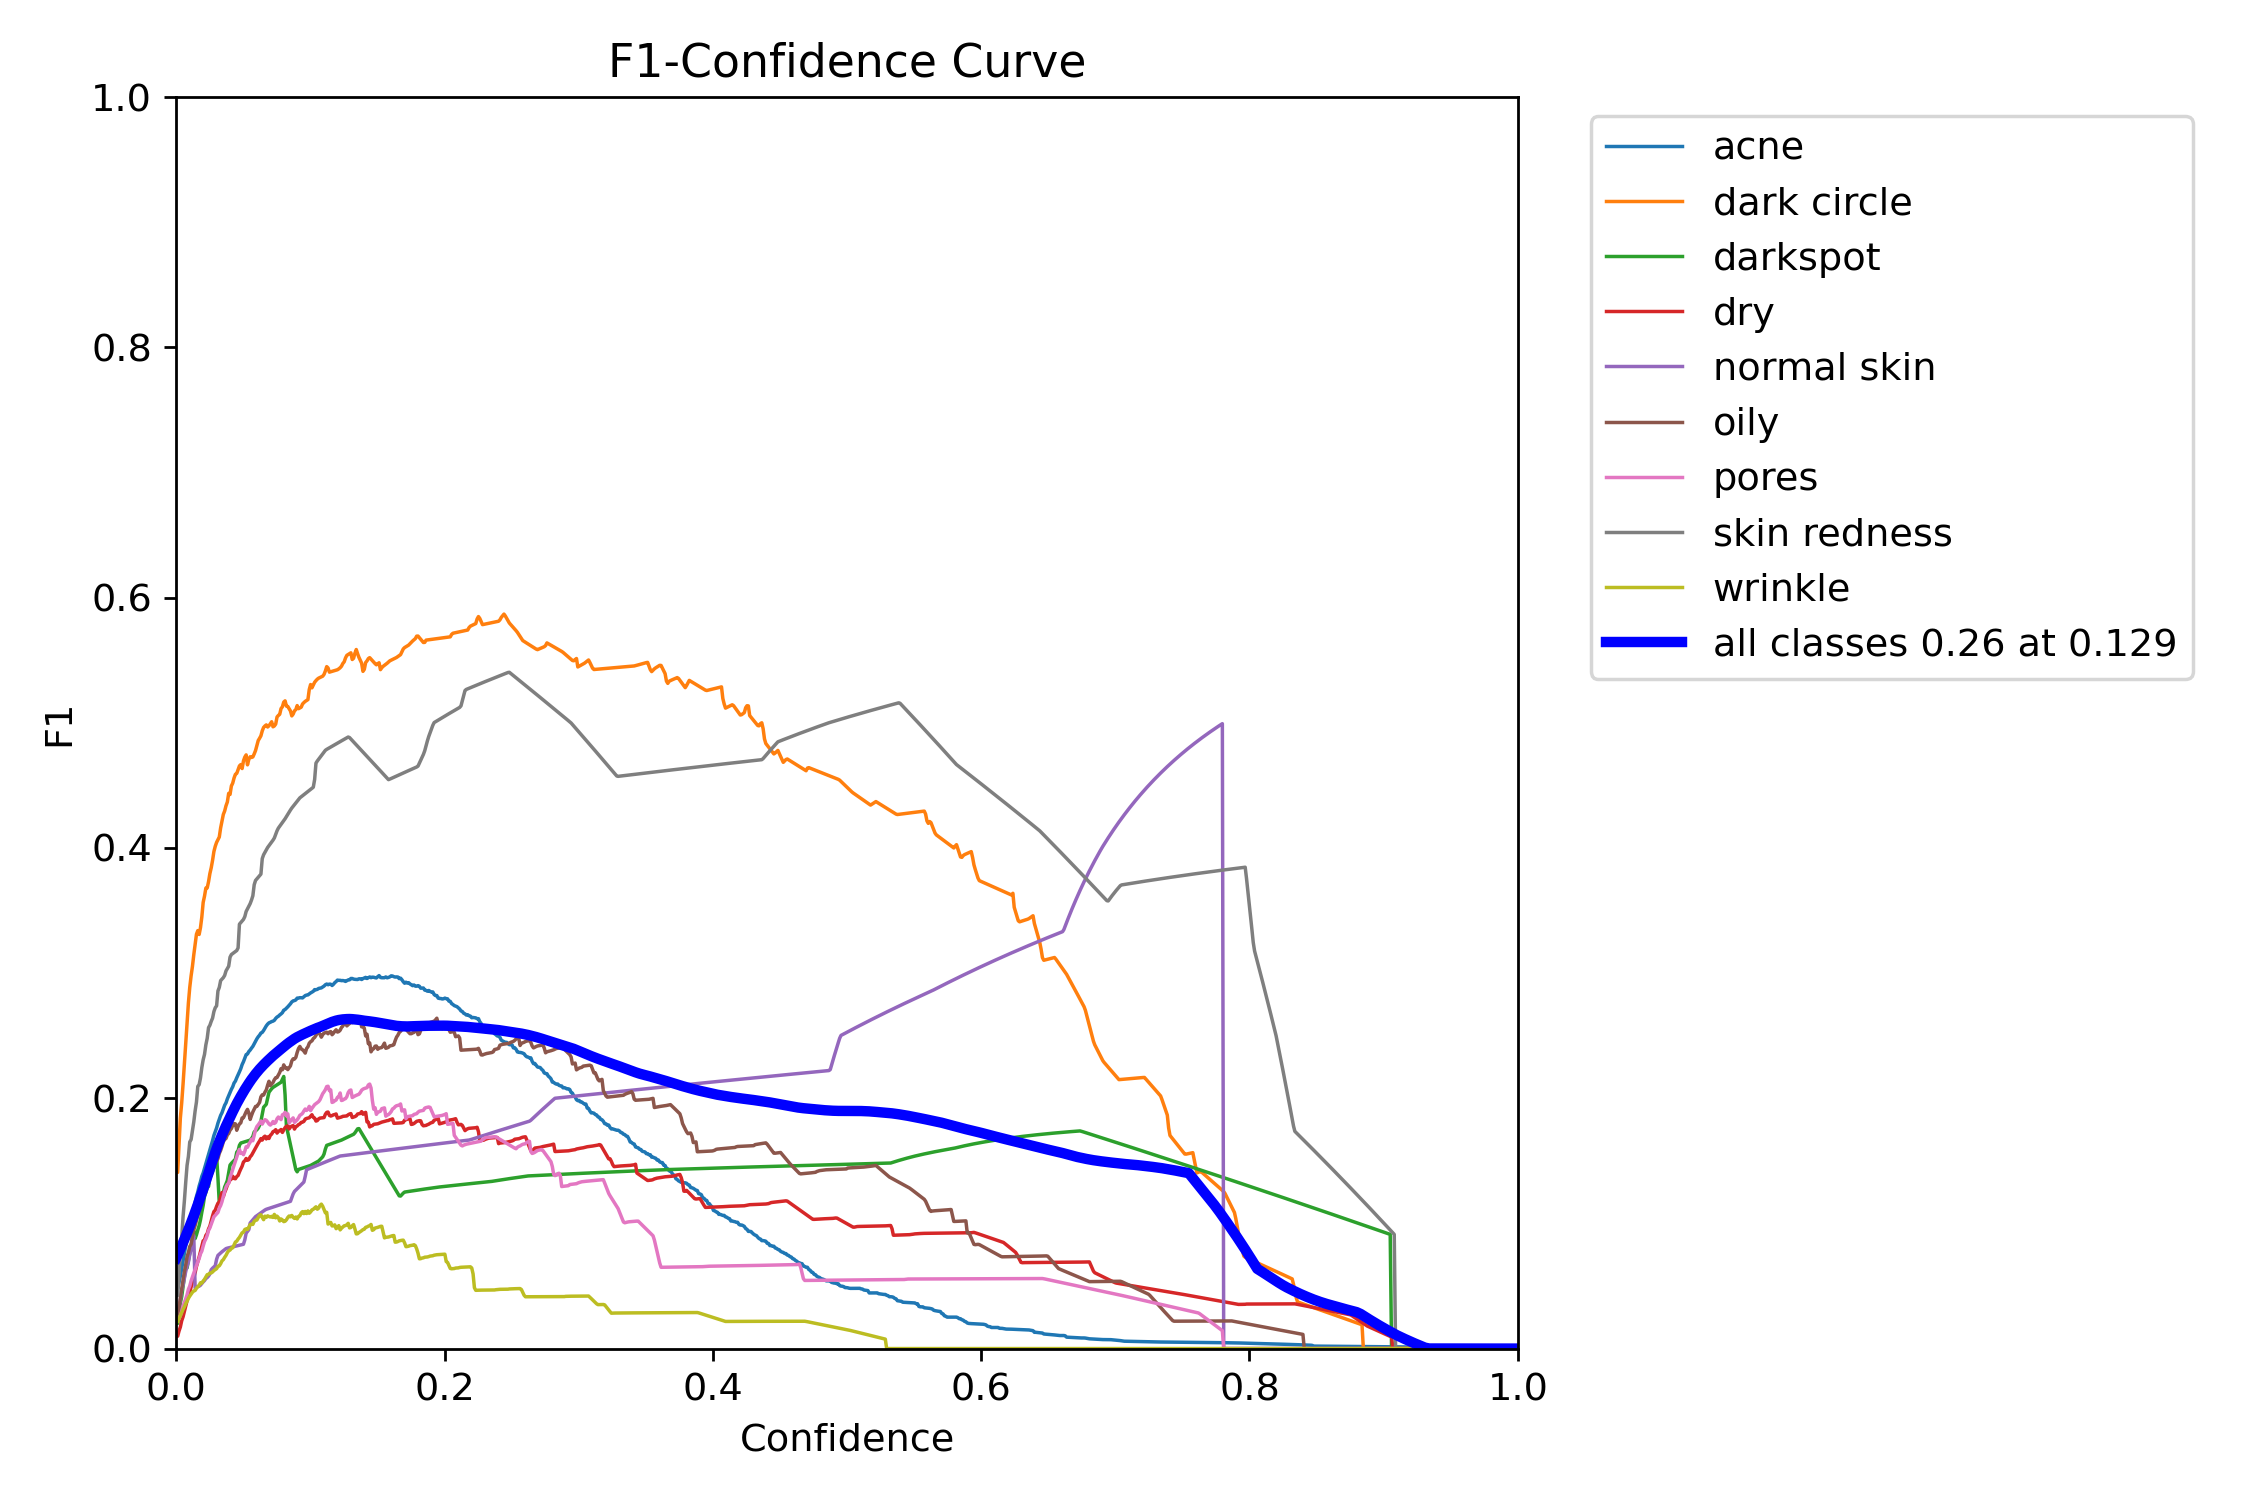 F1-Confidence Curve
1.0
0.8
0.6
0.4
0.2
0.0
F1
0.0 0.2 0.4 0.6 0.8 1.0
Confidence
acne
dark circle
darkspot
dry
normal skin
oily
pores
skin redness
wrinkle
all classes 0.26 at 0.129